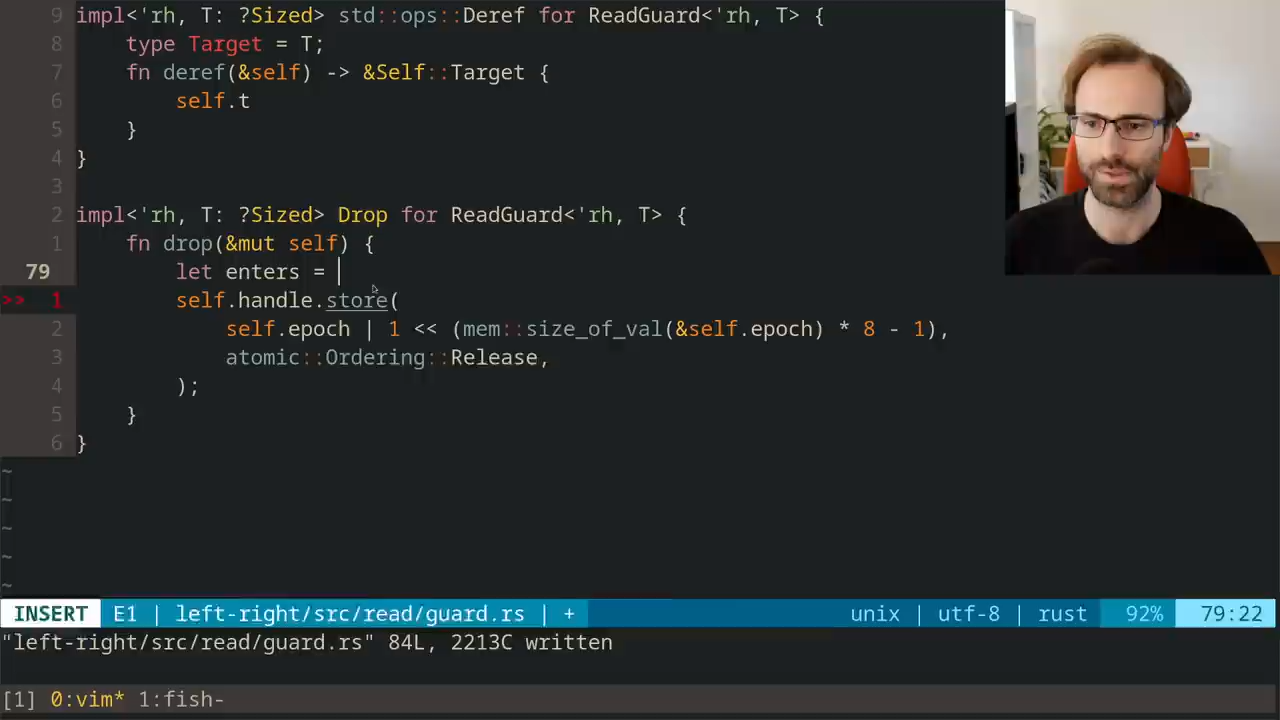 9 impl<'rh, T: ?Sized> std::ops::Deref for ReadGuard<'rh, T> {
8     type Target = T;
7     fn deref(&self) -> &Self::Target {
6         self.t
5     }
4 }
3
2 impl<'rh, T: ?Sized> Drop for ReadGuard<'rh, T> {
1     fn drop(&mut self) {
79         let enters =
>> 1         self.handle.store(
2             self.epoch | 1 << (mem::size_of_val(&self.epoch) * 8 - 1),
3             atomic::Ordering::Release,
4         );
5     }
6 }
~
~
~
~
~
INSERT E1 | left-right/src/read/guard.rs | + unix | utf-8 | rust 92% 79:22
"left-right/src/read/guard.rs" 84L, 2213C written
[1] 0:vim* 1:fish-